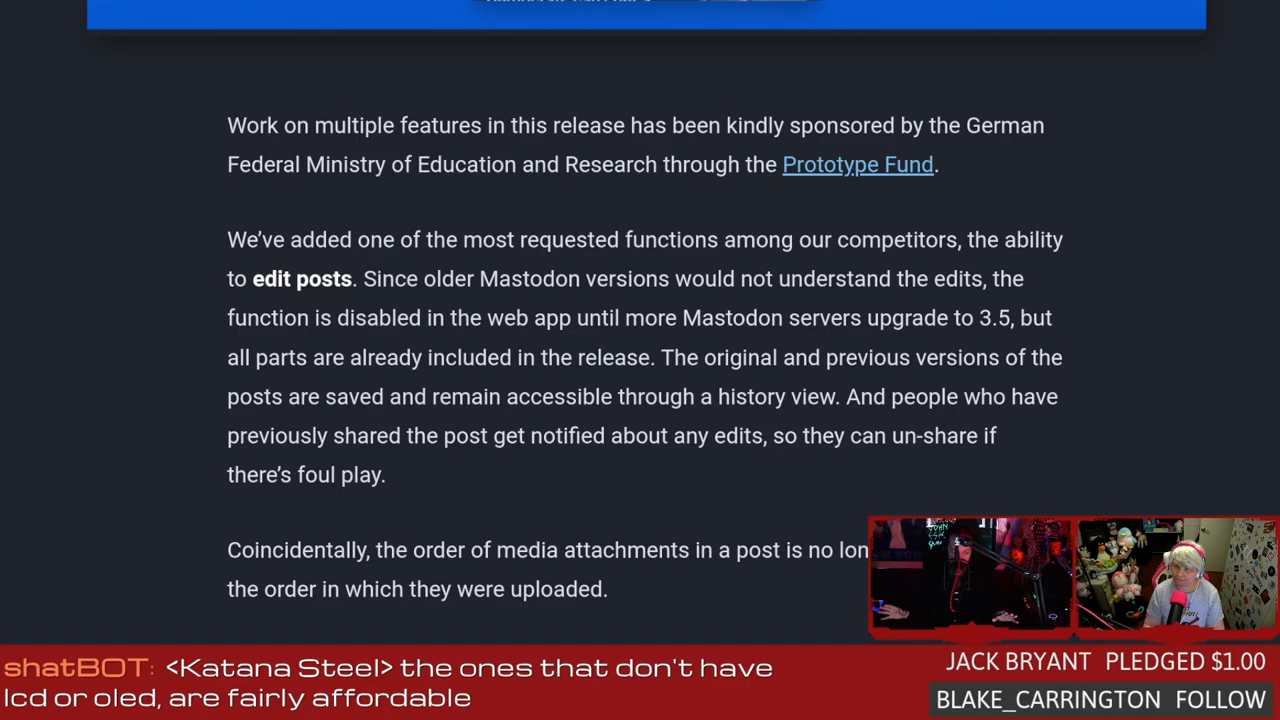 Work on multiple features in this release has been kindly sponsored by the German
Federal Ministry of Education and Research through the Prototype Fund.
We’ve added one of the most requested functions among our competitors, the ability
to edit posts. Since older Mastodon versions would not understand the edits, the
function is disabled in the web app until more Mastodon servers upgrade to 3.5, but
all parts are already included in the release. The original and previous versions of the
posts are saved and remain accessible through a history view. And people who have
previously shared the post get notified about any edits, so they can un-share if
there’s foul play.
Coincidentally, the order of media attachments in a post is no lon
the order in which they were uploaded.
shatBOT: <Katana Steel> the ones that don't have
lcd or oled, are fairly affordable
JACK BRYANT PLEDGED $1.00
BLAKE_CARRINGTON FOLLOW